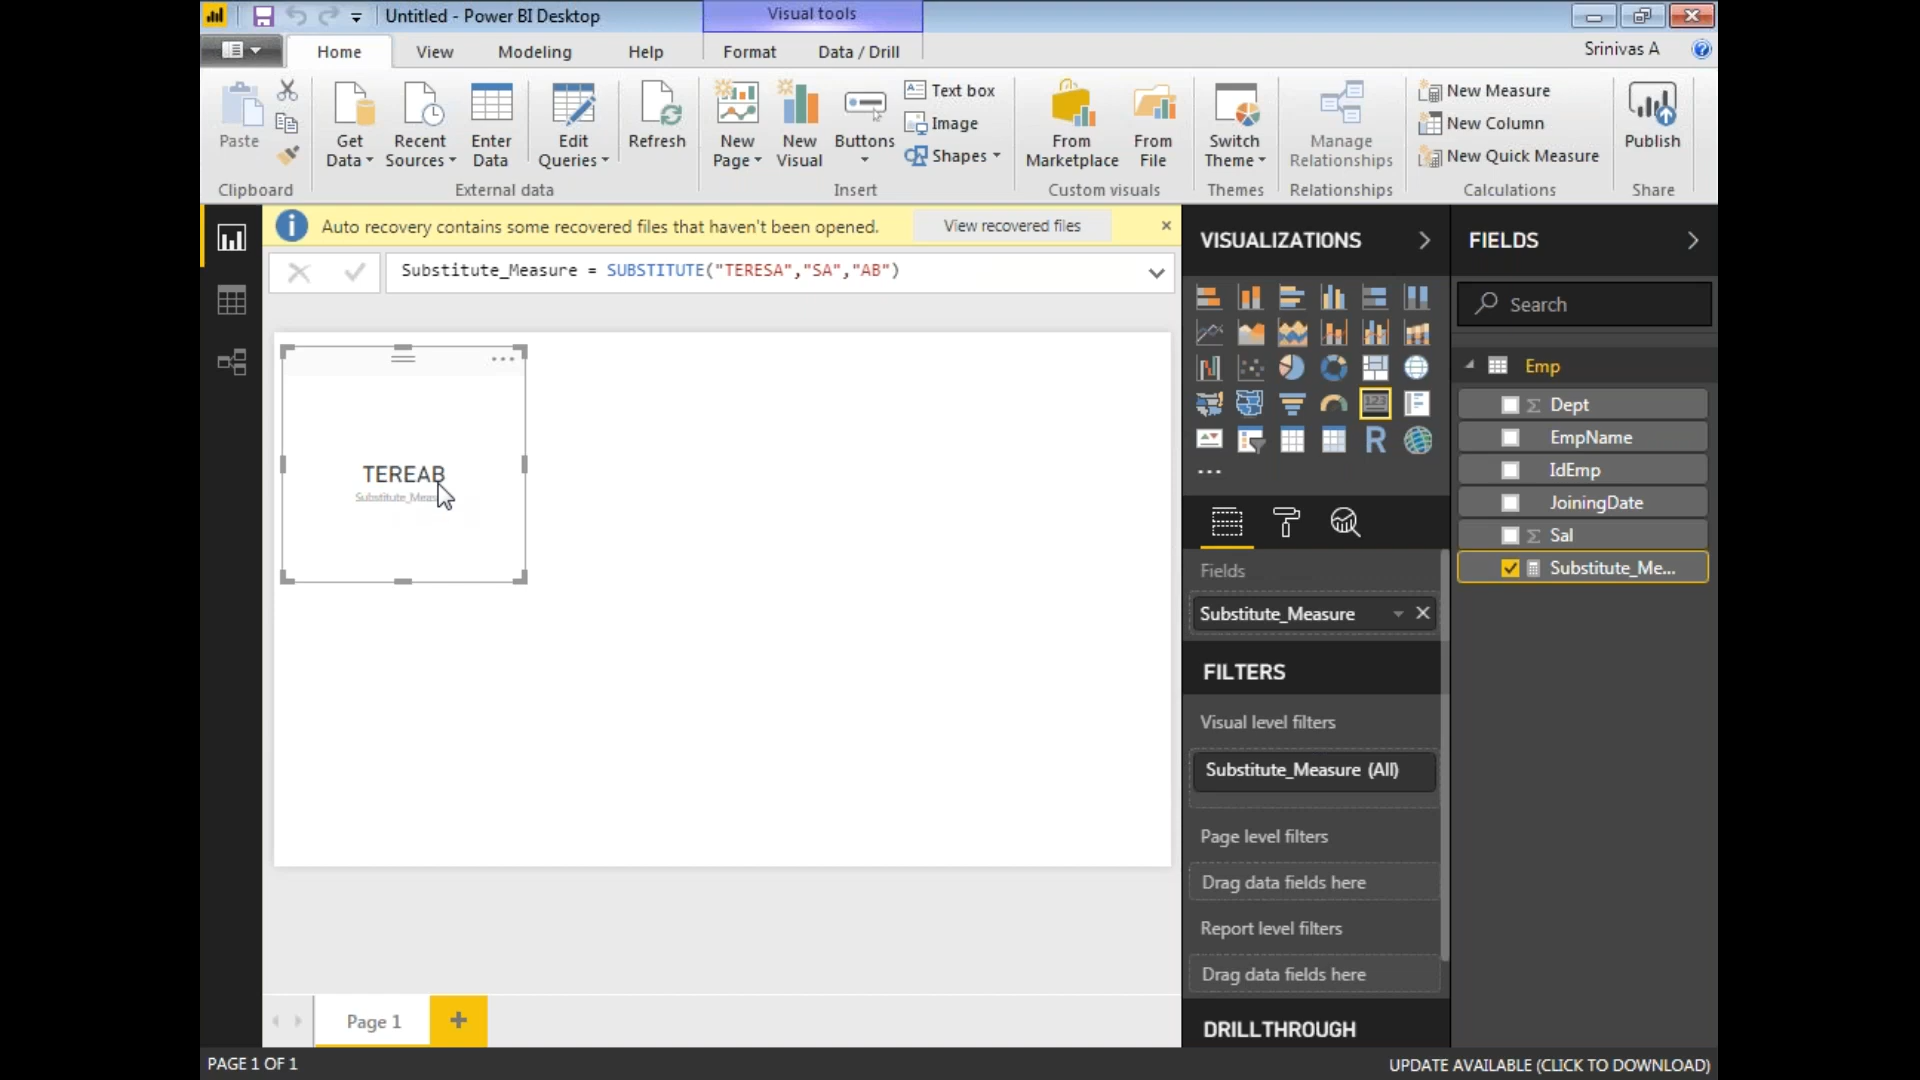 Untitled - Power BI Desktop
Visual tools
Home View Modeling Help Format Data / Drill
Srinivas A
Paste
Clipboard
Get Data
Recent Sources
Enter Data
Edit Queries
Refresh
External data
New Page
New Visual
Buttons
Text box
Image
Shapes
Insert
From Marketplace
From File
Custom visuals
Switch Theme
Themes
Manage Relationships
Relationships
New Measure
New Column
New Quick Measure
Calculations
Publish
Share
Auto recovery contains some recovered files that haven't been opened.
View recovered files
Substitute_Measure = SUBSTITUTE("TERESA","SA","AB")
TEREAB
Substitute_Meas
Page 1
PAGE 1 OF 1
VISUALIZATIONS
123
R
Fields
Substitute_Measure
FILTERS
Visual level filters
Substitute_Measure (All)
Page level filters
Drag data fields here
Report level filters
Drag data fields here
DRILLTHROUGH
FIELDS
Search
Emp
Dept
EmpName
IdEmp
JoiningDate
Sal
Substitute_Me...
UPDATE AVAILABLE (CLICK TO DOWNLOAD)